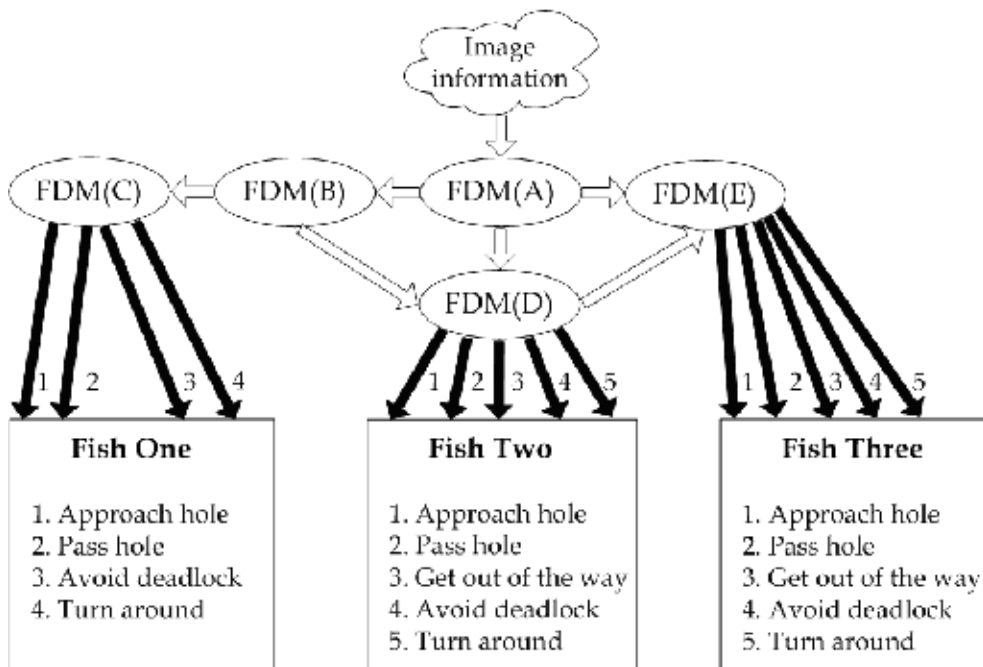 Image
information
FDM(C)
FDM(B)
FDM(A)
FDM(E)
FDM(D)
1 2 3 4
1 2 3 4 5
1 2 3 4 5
Fish One
1. Approach hole
2. Pass hole
3. Avoid deadlock
4. Turn around
Fish Two
1. Approach hole
2. Pass hole
3. Get out of the way
4. Avoid deadlock
5. Turn around
Fish Three
1. Approach hole
2. Pass hole
3. Get out of the way
4. Avoid deadlock
5. Turn around